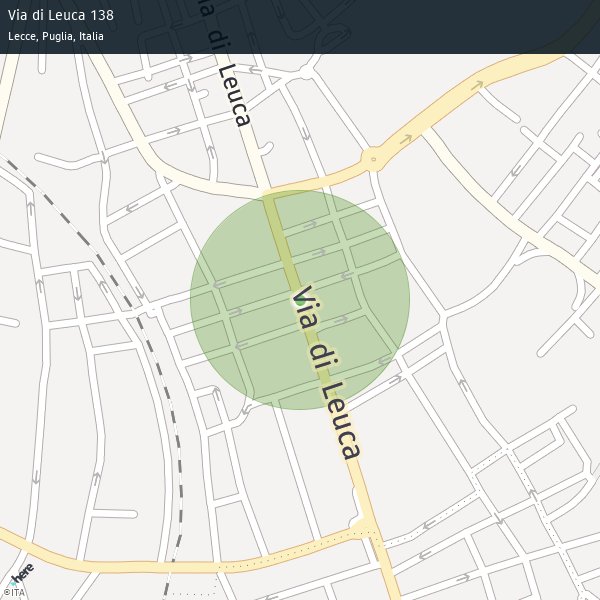 Via di Leuca 138
Lecce, Puglia, Italia
Via di Leuca
Via di Leuca
here
©ITA